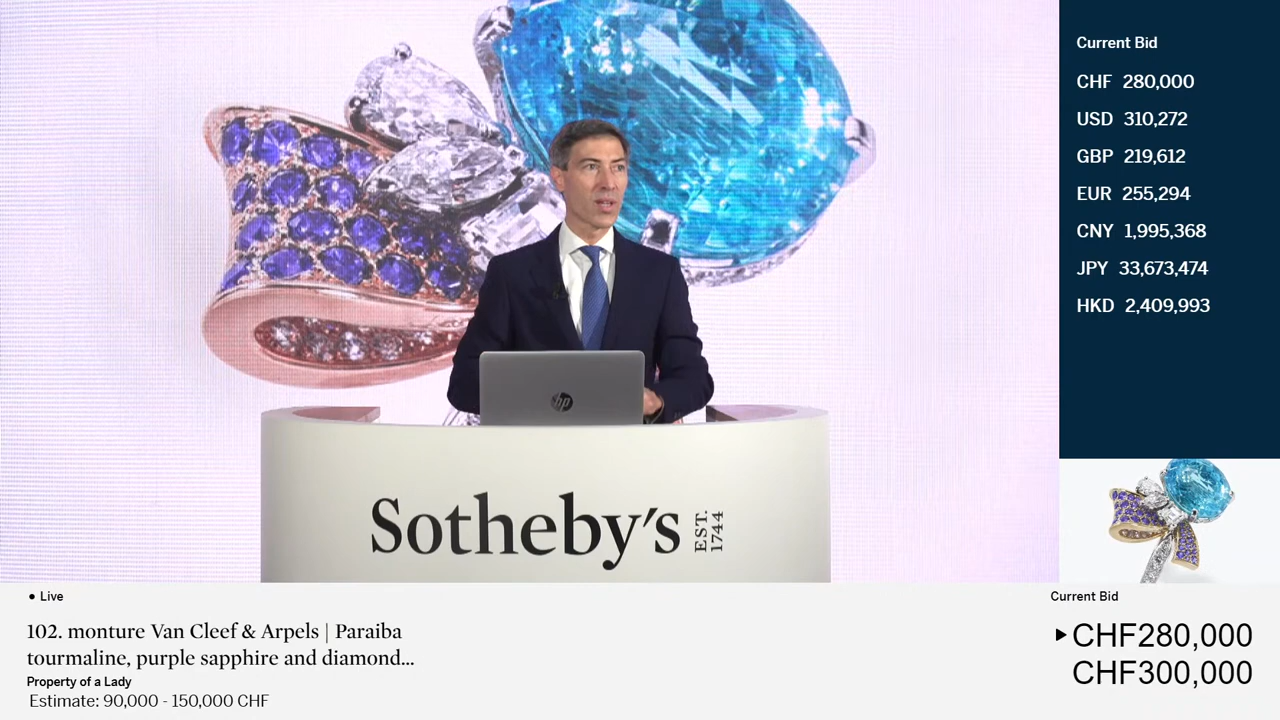 Current Bid
CHF 280,000
USD 310,272
GBP 219,612
EUR 255,294
CNY 1,995,368
JPY 33,673,474
HKD 2,409,993
hp
Sotheby's
EST.
1744
• Live
102. monture Van Cleef & Arpels | Paraiba
tourmaline, purple sapphire and diamond...
Property of a Lady
Estimate: 90,000 - 150,000 CHF
Current Bid
CHF280,000
CHF300,000